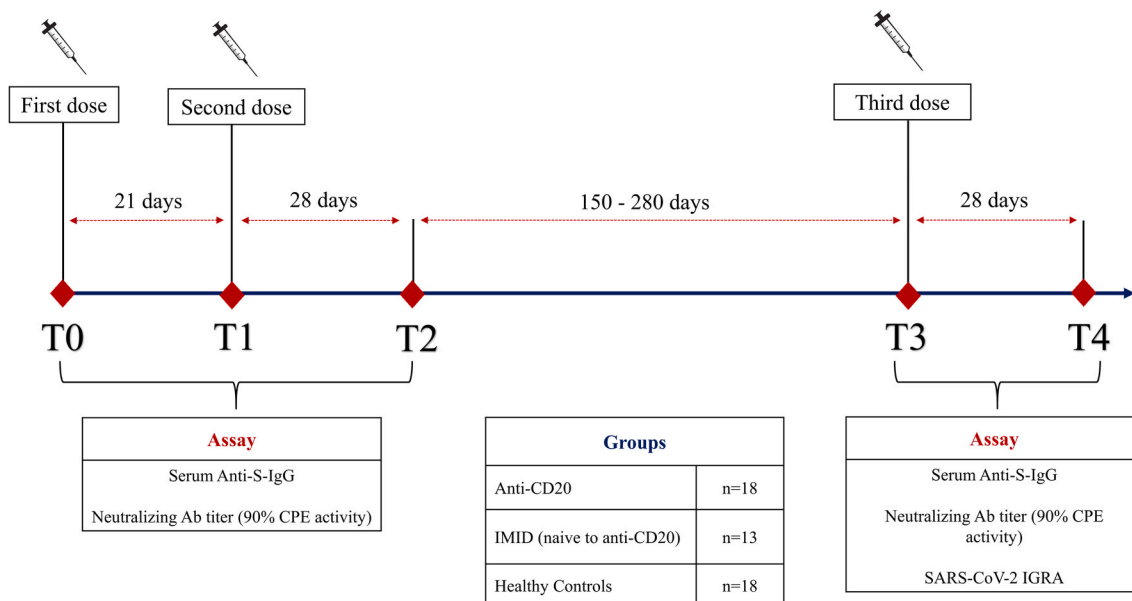 First dose
Second dose
Third dose
21 days
28 days
150 - 280 days
28 days
T0
T1
T2
T3
T4
Assay
Serum Anti-S-IgG
Neutralizing Ab titer (90% CPE activity)
Groups
Anti-CD20 n=18
IMID (naive to anti-CD20) n=13
Healthy Controls n=18
Assay
Serum Anti-S-IgG
Neutralizing Ab titer (90% CPE
activity)
SARS-CoV-2 IGRA